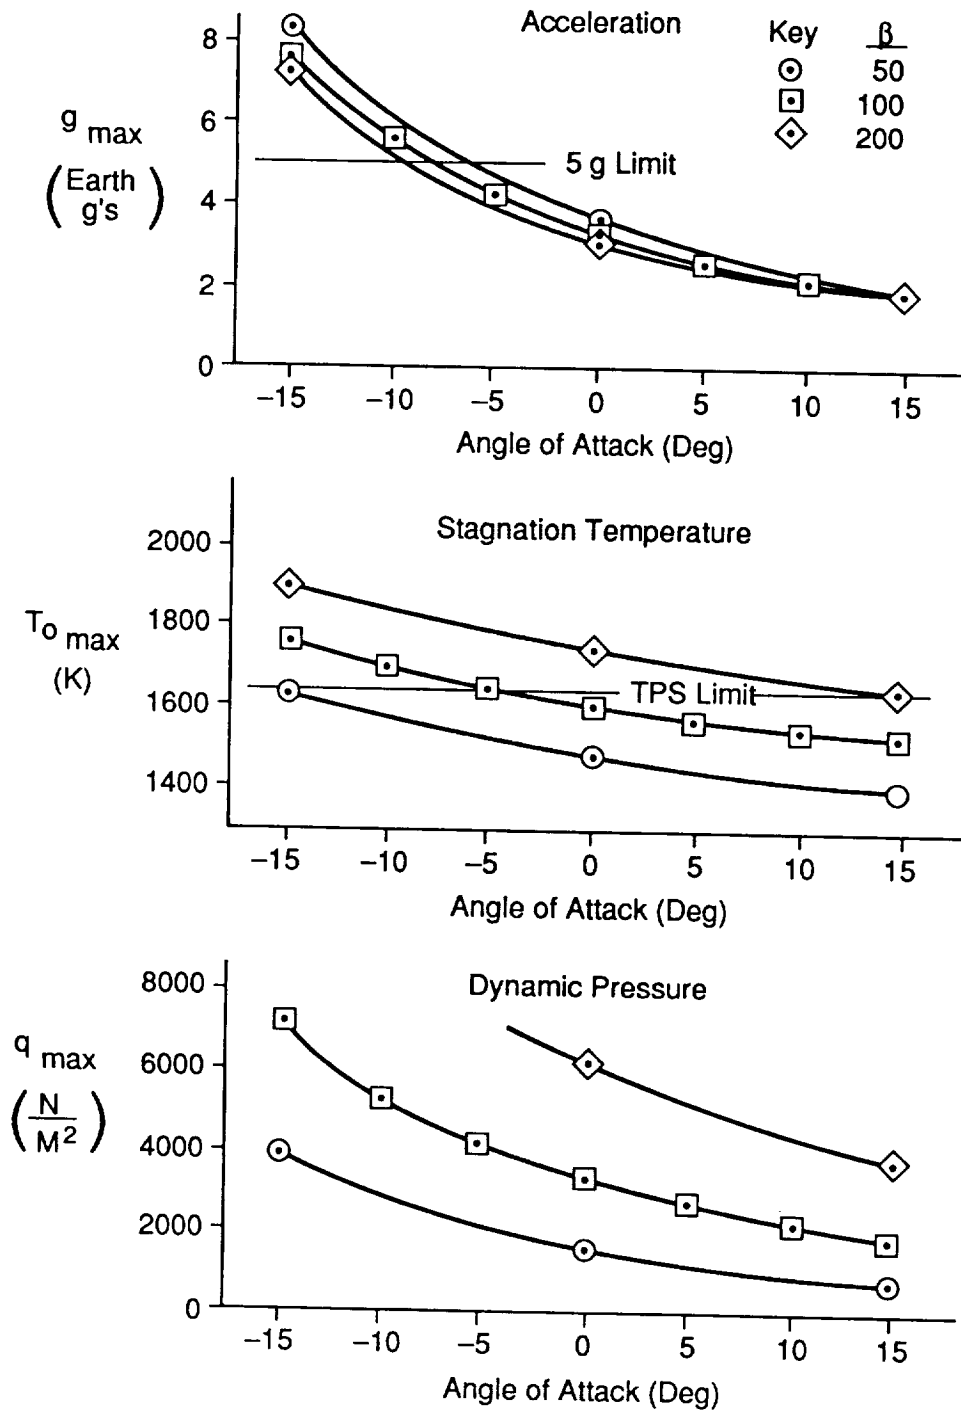 Acceleration
Key β
50
100
200
8
6
4
2
0
g max
(Earth g's)
5 g Limit
−15 −10 −5 0 5 10 15
Angle of Attack (Deg)
Stagnation Temperature
2000
1800
1600
1400
To max
(K)
TPS Limit
−15 −10 −5 0 5 10 15
Angle of Attack (Deg)
Dynamic Pressure
8000
6000
4000
2000
0
q max
(N/M²)
−15 −10 −5 0 5 10 15
Angle of Attack (Deg)